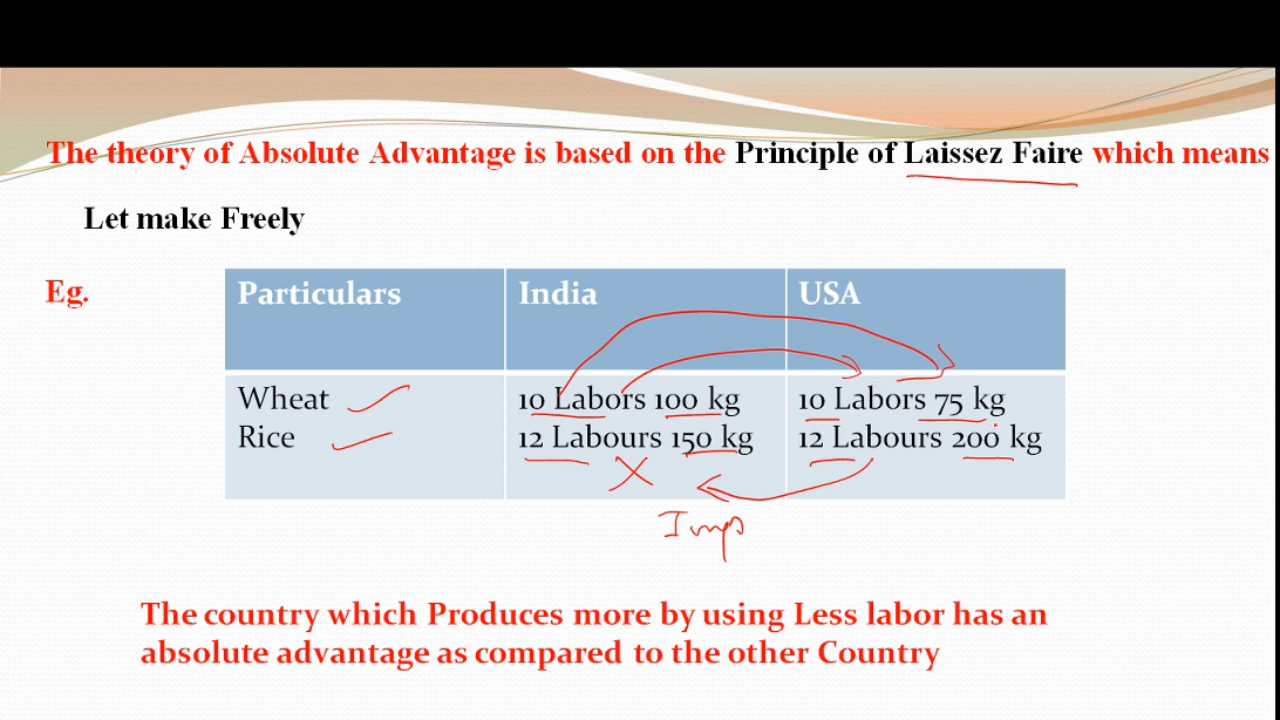 The theory of Absolute Advantage is based on the Principle of Laissez Faire which means
Let make Freely
Eg.
Particulars India USA
Wheat 10 Labors 100 kg 10 Labors 75 kg
Rice 12 Labours 150 kg 12 Labours 200 kg
Imp
The country which Produces more by using Less labor has an
absolute advantage as compared to the other Country